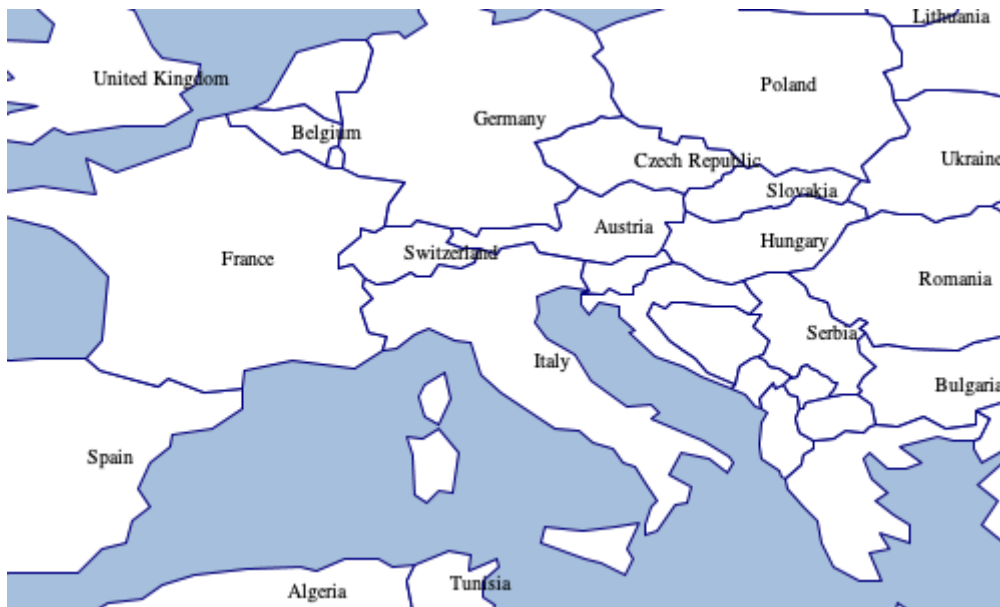 Lithuania
United Kingdom
Poland
Germany
Belgium
Czech Republic
Ukraine
Slovakia
Austria
Hungary
Switzerland
France
Romania
Serbia
Italy
Bulgaria
Spain
Tunisia
Algeria